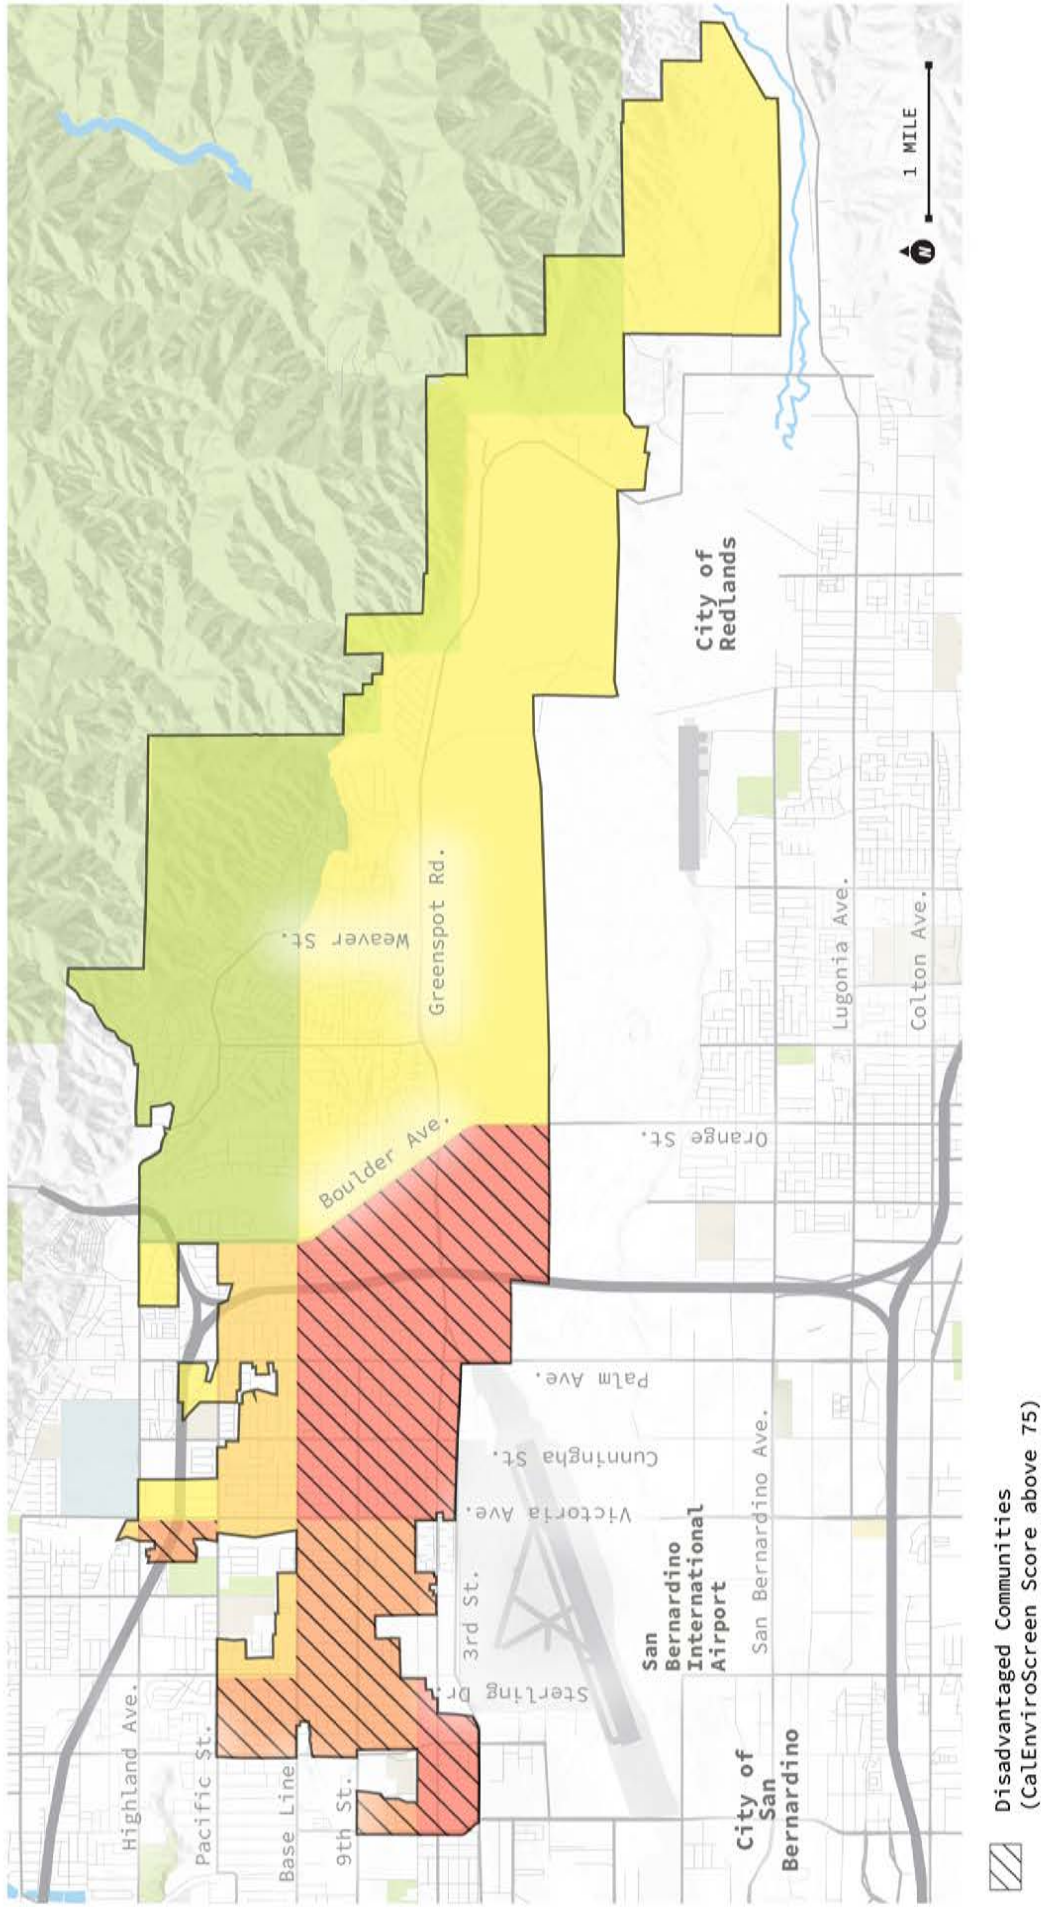 Highland Ave.
Pacific St.
Base Line
9th St.
3rd St.
Sterling Dr.
Victoria Ave.
Cunningha St.
Palm Ave.
Boulder Ave.
Weaver St.
Greenspot Rd.
Orange St.
San Bernardino Ave.
Lugonia Ave.
Colton Ave.
San
Bernardino
International
Airport
City of
San
Bernardino
City of
Redlands
N
1 MILE
Disadvantaged Communities
(CalEnviroScreen Score above 75)